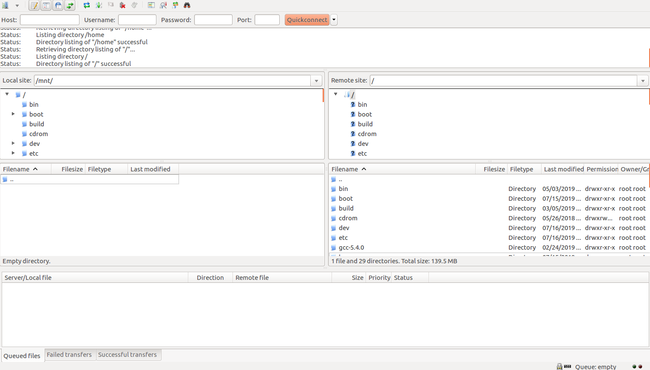 Host: Username: Password: Port: Quickconnect
Status: Retrieving directory listing of "/home"...
Status: Listing directory /home
Status: Directory listing of "/home" successful
Status: Retrieving directory listing of "/"...
Status: Listing directory /
Status: Directory listing of "/" successful
Local site: /mnt/
Remote site: /
/
bin
boot
build
cdrom
dev
etc
/
bin
boot
build
cdrom
dev
etc
Filename Filesize Filetype Last modified
..
Empty directory.
Filename Filesize Filetype Last modified Permission Owner/Gr
..
bin Directory 05/03/2019 ... drwxr-xr-x root root
boot Directory 07/15/2019 ... drwxr-xr-x root root
build Directory 03/05/2019 ... drwxr-xr-x root root
cdrom Directory 05/26/2018 ... drwxrw... root root
dev Directory 07/16/2019 ... drwxr-xr-x root root
etc Directory 07/16/2019 ... drwxr-xr-x root root
gcc-5.4.0 Directory 02/24/2019 ... drwxr-xr-x root root
1 file and 29 directories. Total size: 139.5 MB
Server/Local file Direction Remote file Size Priority Status
Queued files Failed transfers Successful transfers
Queue: empty